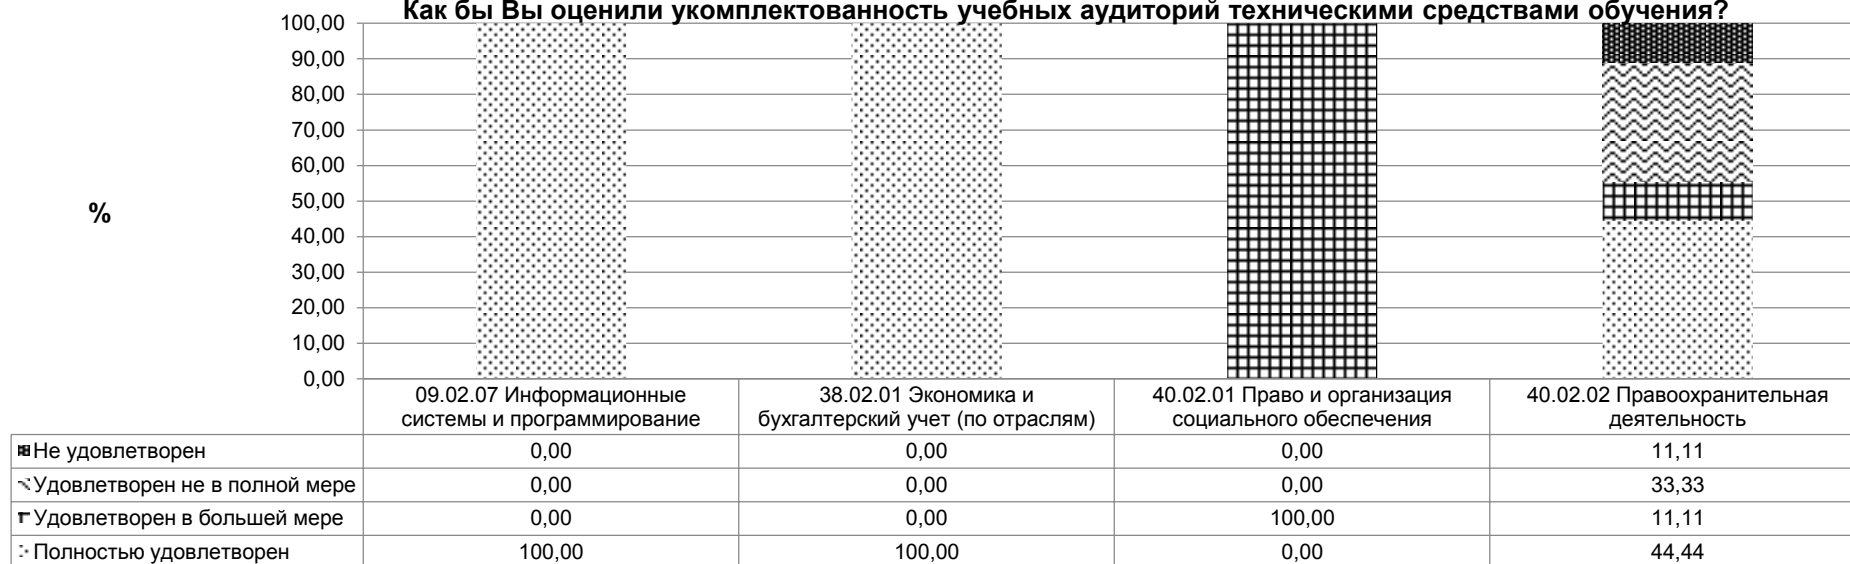 Как бы Вы оценили укомплектованность учебных аудиторий техническими средствами обучения?
100,00
90,00
80,00
70,00
60,00
50,00
40,00
30,00
20,00
10,00
0,00
%
09.02.07 Информационные системы и программирование
38.02.01 Экономика и бухгалтерский учет (по отраслям)
40.02.01 Право и организация социального обеспечения
40.02.02 Правоохранительная деятельность
Не удовлетворен 0,00 0,00 0,00 11,11
Удовлетворен не в полной мере 0,00 0,00 0,00 33,33
Удовлетворен в большей мере 0,00 0,00 100,00 11,11
Полностью удовлетворен 100,00 100,00 0,00 44,44